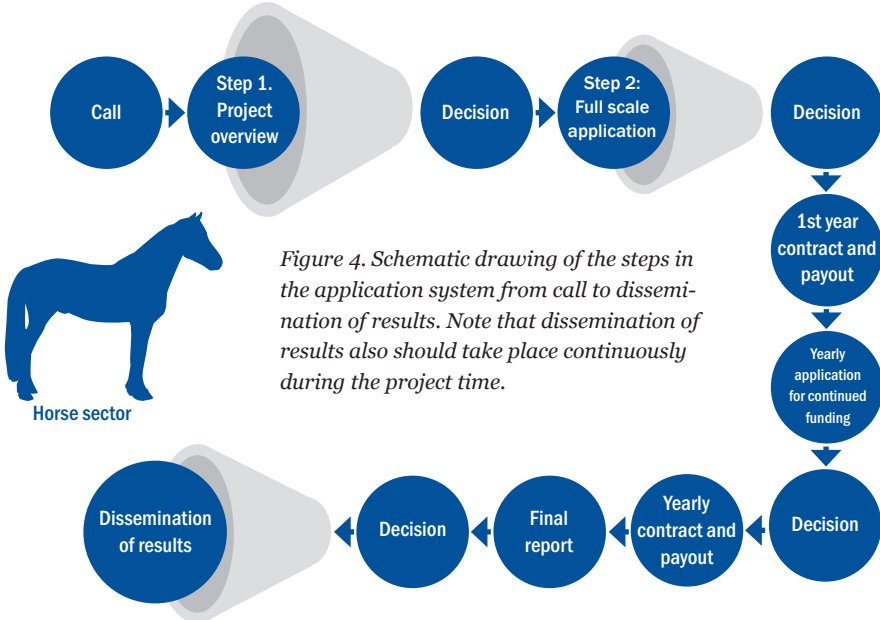 Call
Step 1.
Project
overview
Decision
Step 2:
Full scale
application
Decision
1st year
contract and
payout
Figure 4. Schematic drawing of the steps in
the application system from call to dissemi-
nation of results. Note that dissemination of
results also should take place continuously
during the project time.
Yearly
application
for continued
funding
Horse sector
Decision
Yearly
contract and
payout
Final
report
Decision
Dissemination
of results